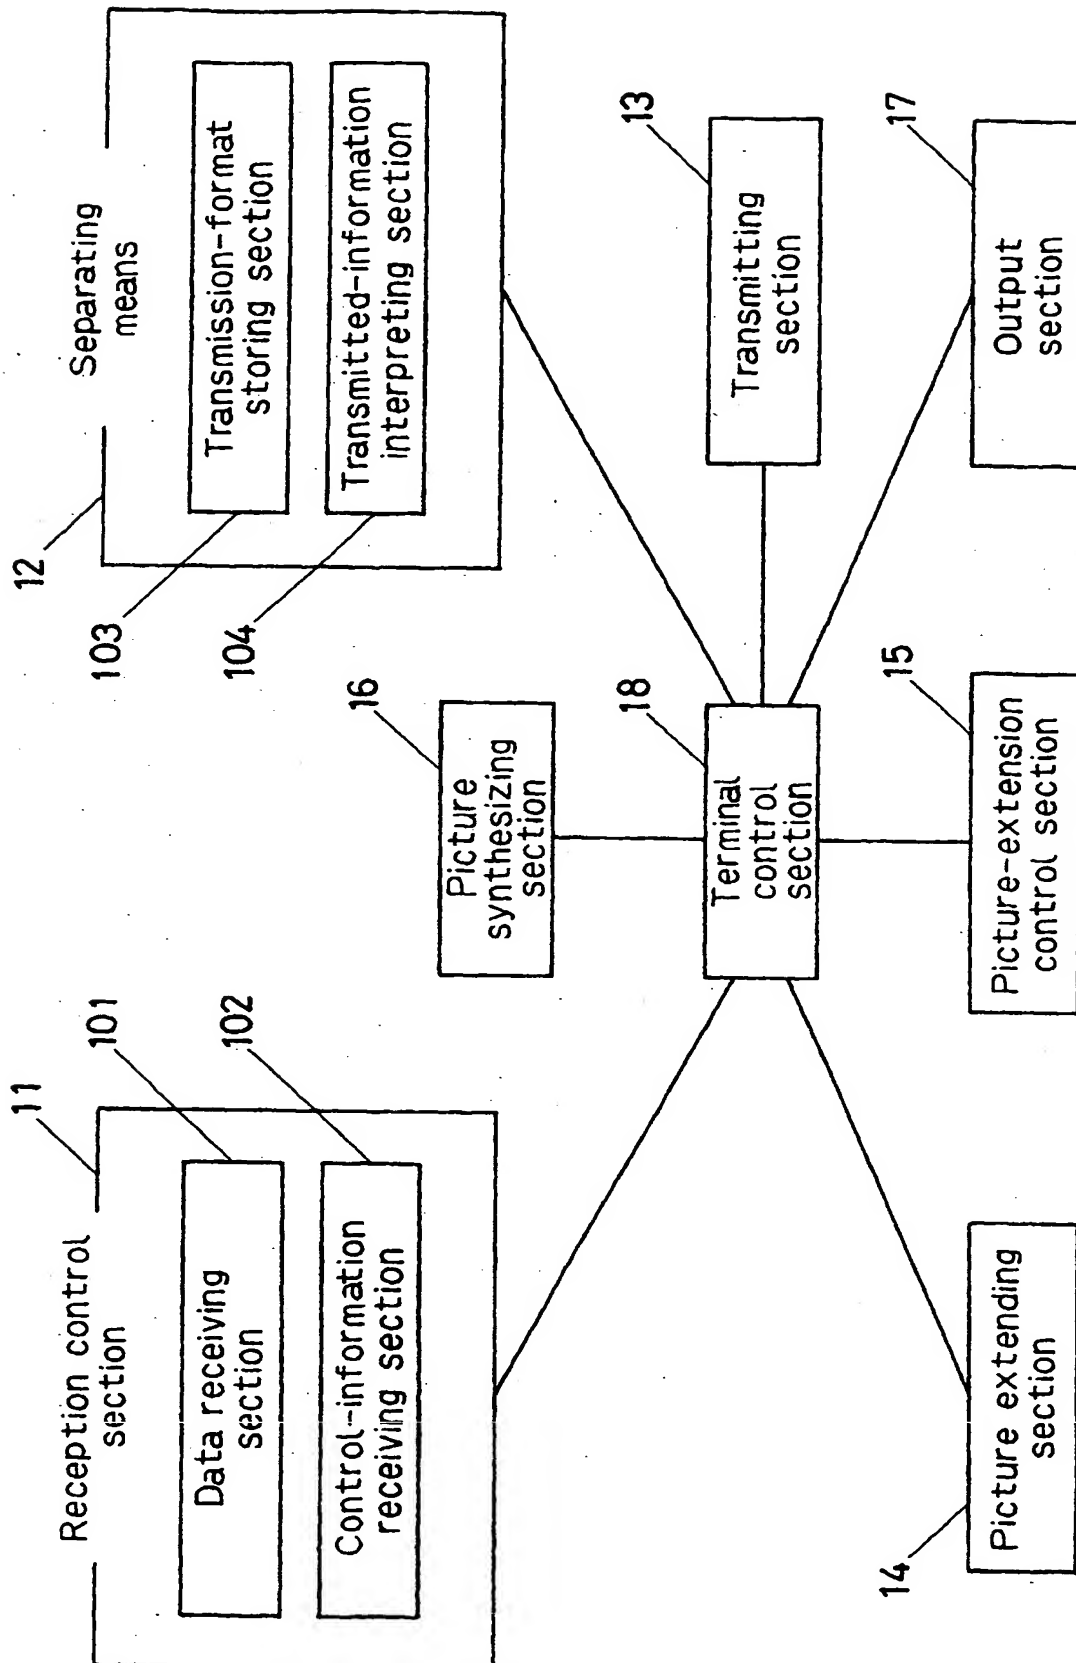 11
Reception control
section
101
Data receiving
section
102
Control-information
receiving section
12
Separating
means
103
Transmission-format
storing section
104
Transmitted-information
interpreting section
16
Picture
synthesizing
section
18
Terminal
control
section
13
Transmitting
section
14
Picture extending
section
15
Picture-extension
control section
17
Output
section